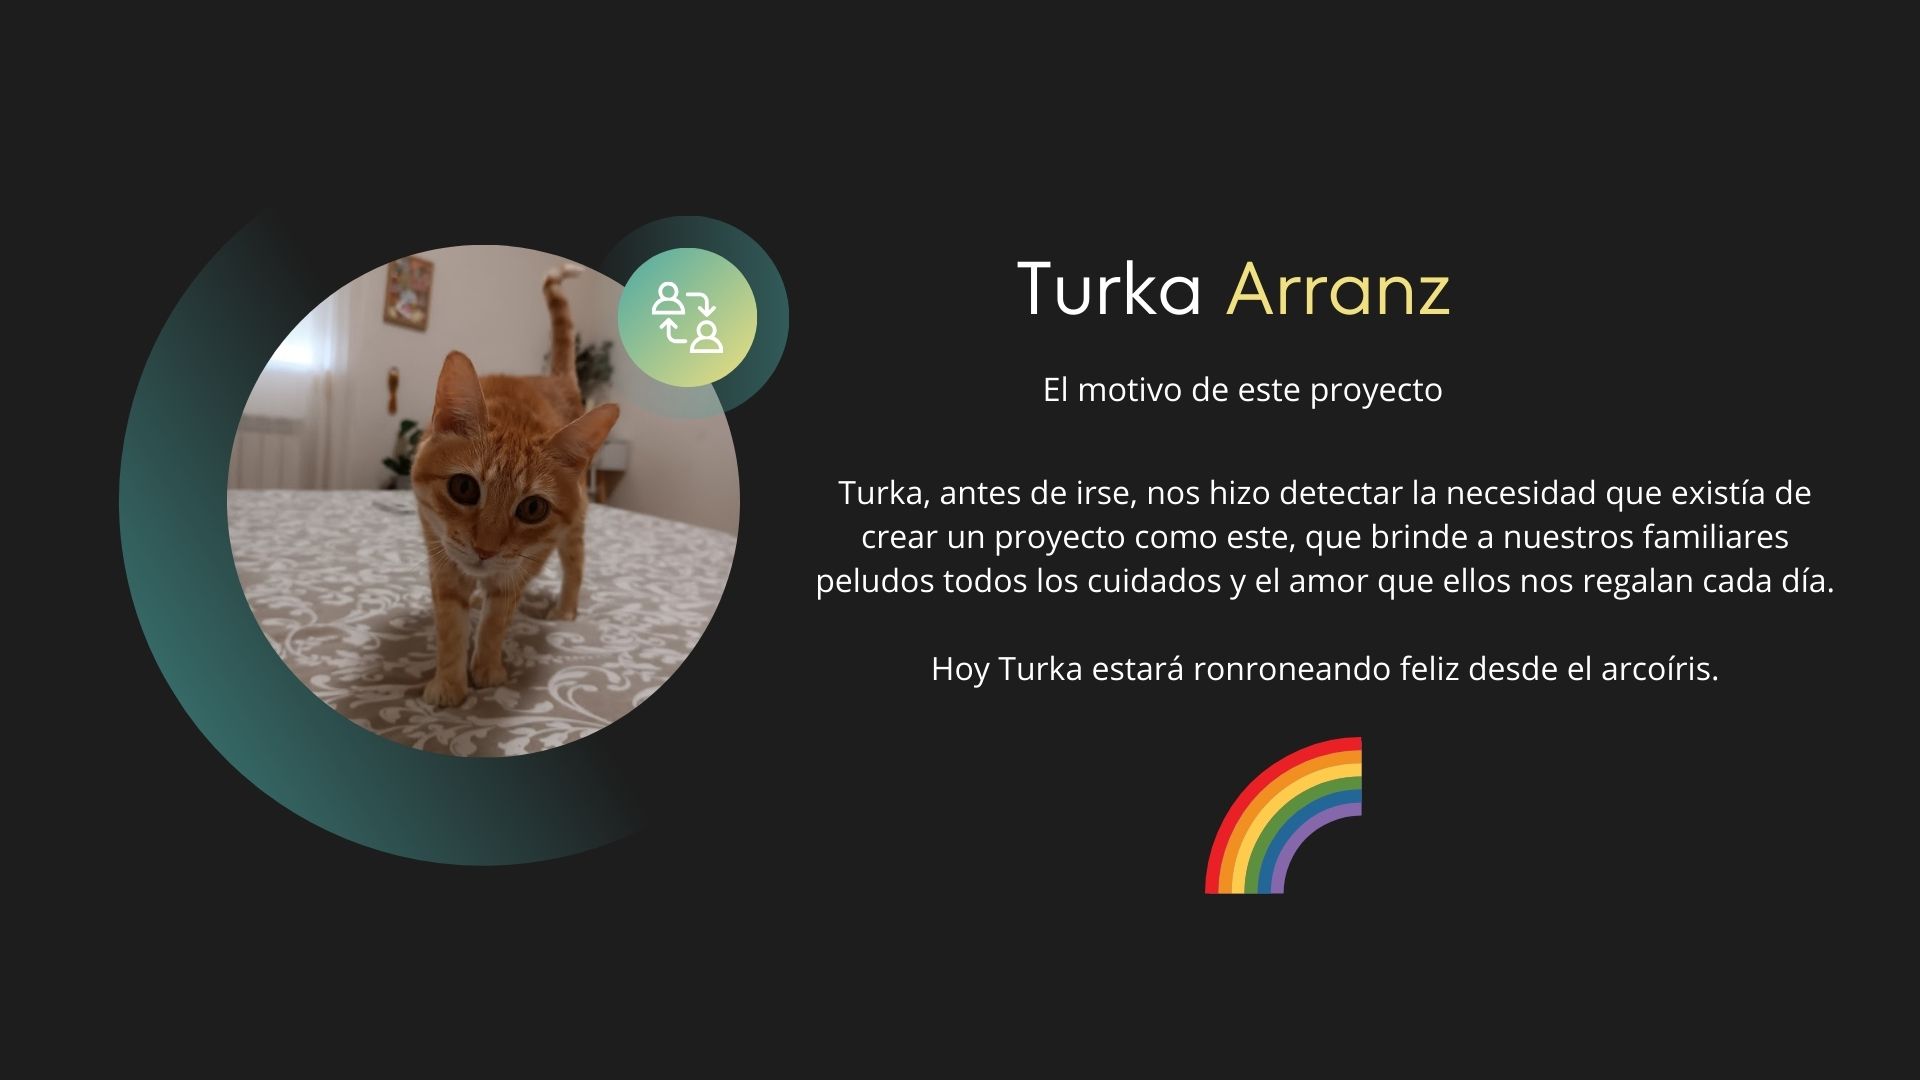 Turka Arranz
El motivo de este proyecto
Turka, antes de irse, nos hizo detectar la necesidad que existía de
crear un proyecto como este, que brinde a nuestros familiares
peludos todos los cuidados y el amor que ellos nos regalan cada día.
Hoy Turka estará ronroneando feliz desde el arcoíris.